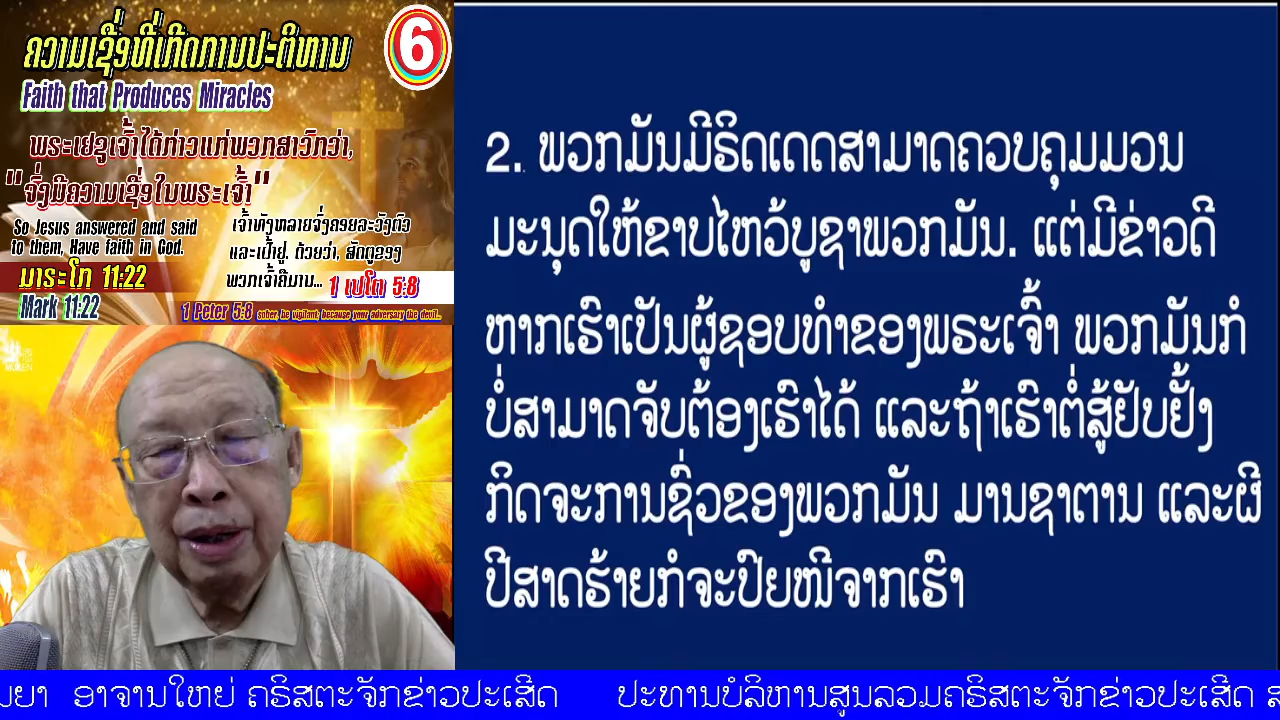 ຄວາມເຊື່ອທີ່ເກີດການປະຕິຫານ
6
Faith that Produces Miracles
ພຣະເຢຊູເຈົ້າໄດ້ກ່າວແກ່ພວກສາວົກວ່າ,
"ຈົ່ງມີຄວາມເຊື່ອໃນພຣະເຈົ້າ"
So Jesus answered and said
to them, Have faith in God.
ມາຣະໂກ 11:22
Mark 11:22
ເຈົ້າທັງຫລາຍຈົ່ງຄອຍລະວັງຕົວ
ແລະເຝົ້າຢູ່. ດ້ວຍວ່າ, ສັດຕູຂອງ
ພວກເຈົ້າຄືມານ... 1 ເປໂຕ 5:8
1 Peter 5:8 sober, be vigilant; because your adversary the devil...
2. ພວກມັນມີຣິດເດດສາມາດຄວບຄຸມມວນ
ມະນຸດໃຫ້ຂາບໄຫວ້ບູຊາພວກມັນ. ແຕ່ມີຂ່າວດີ
ຫາກເຮົາເປັນຜູ້ຊອບທຳຂອງພຣະເຈົ້າ ພວກມັນກໍ
ບໍ່ສາມາດຈັບຕ້ອງເຮົາໄດ້ ແລະຖ້າເຮົາຕໍ່ສູ້ຢັບຢັ້ງ
ກິດຈະການຊົ່ວຂອງພວກມັນ ມານຊາຕານ ແລະຜີ
ປີສາດຮ້າຍກໍຈະປົຍໜີຈາກເຮົາ
ນຍາ ອາຈານໃຫຍ່ ຄຣິສຕະຈັກຂ່າວປະເສີດ ປະທານບໍລິຫານສູນລວມຄຣິສຕະຈັກຂ່າວປະເສີດ ສ